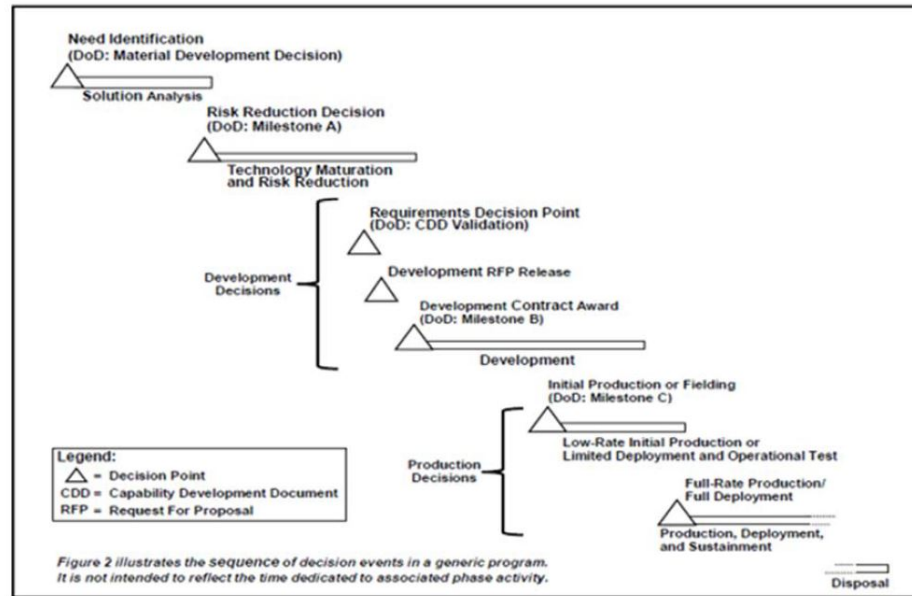 Need Identification
(DoD: Material Development Decision)
Solution Analysis
Risk Reduction Decision
(DoD: Milestone A)
Technology Maturation
and Risk Reduction
Requirements Decision Point
(DoD: CDD Validation)
Development
Decisions
Development RFP Release
Development Contract Award
(DoD: Milestone B)
Development
Initial Production or Fielding
(DoD: Milestone C)
Low-Rate Initial Production or
Limited Deployment and Operational Test
Production
Decisions
Full-Rate Production/
Full Deployment
Production, Deployment,
and Sustainment
Legend:
= Decision Point
CDD = Capability Development Document
RFP = Request For Proposal
Figure 2 illustrates the sequence of decision events in a generic program.
It is not intended to reflect the time dedicated to associated phase activity.
Disposal